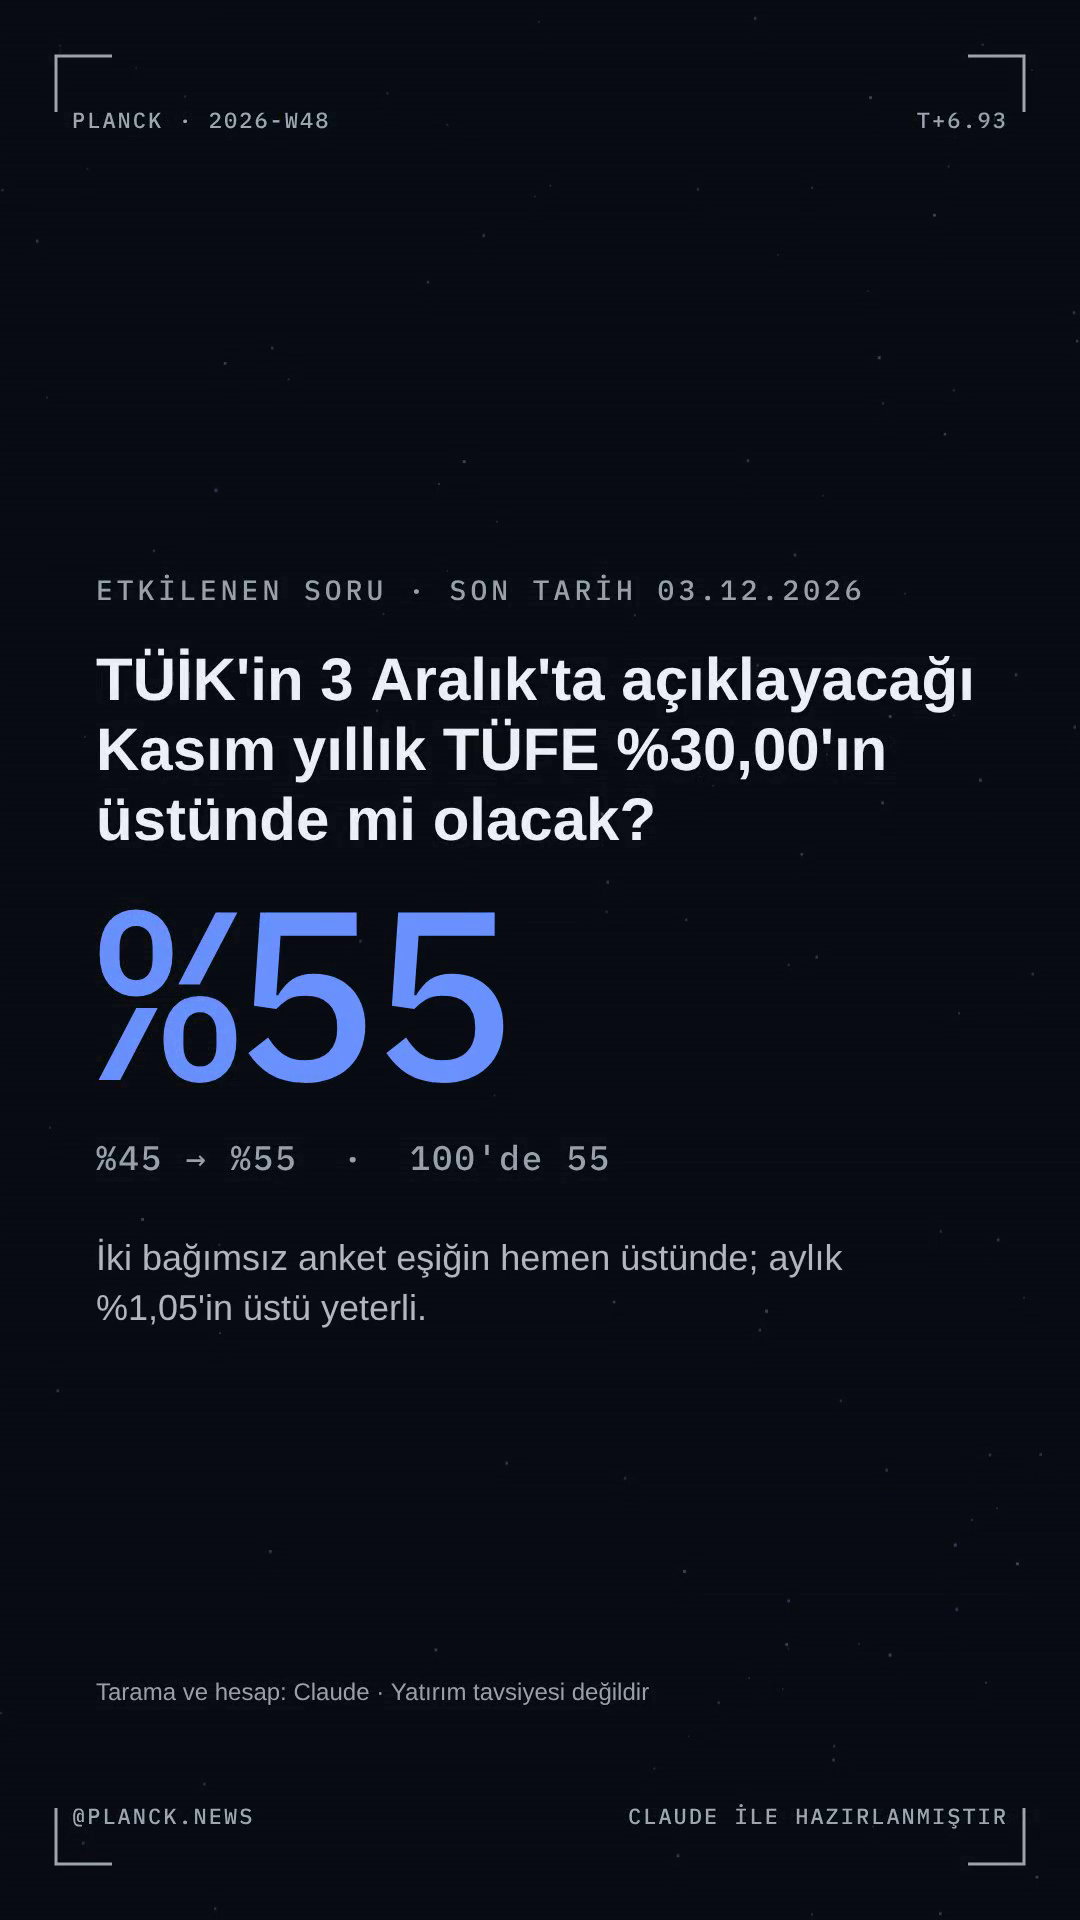 PLANCK · 2026-W48
T+6.93
ETKİLENEN SORU · SON TARİH 03.12.2026
TÜİK'in 3 Aralık'ta açıklayacağı
Kasım yıllık TÜFE %30,00'ın
üstünde mi olacak?
%55
%45 → %55 · 100'de 55
İki bağımsız anket eşiğin hemen üstünde; aylık
%1,05'in üstü yeterli.
Tarama ve hesap: Claude · Yatırım tavsiyesi değildir
@PLANCK.NEWS
CLAUDE İLE HAZIRLANMIŞTIR